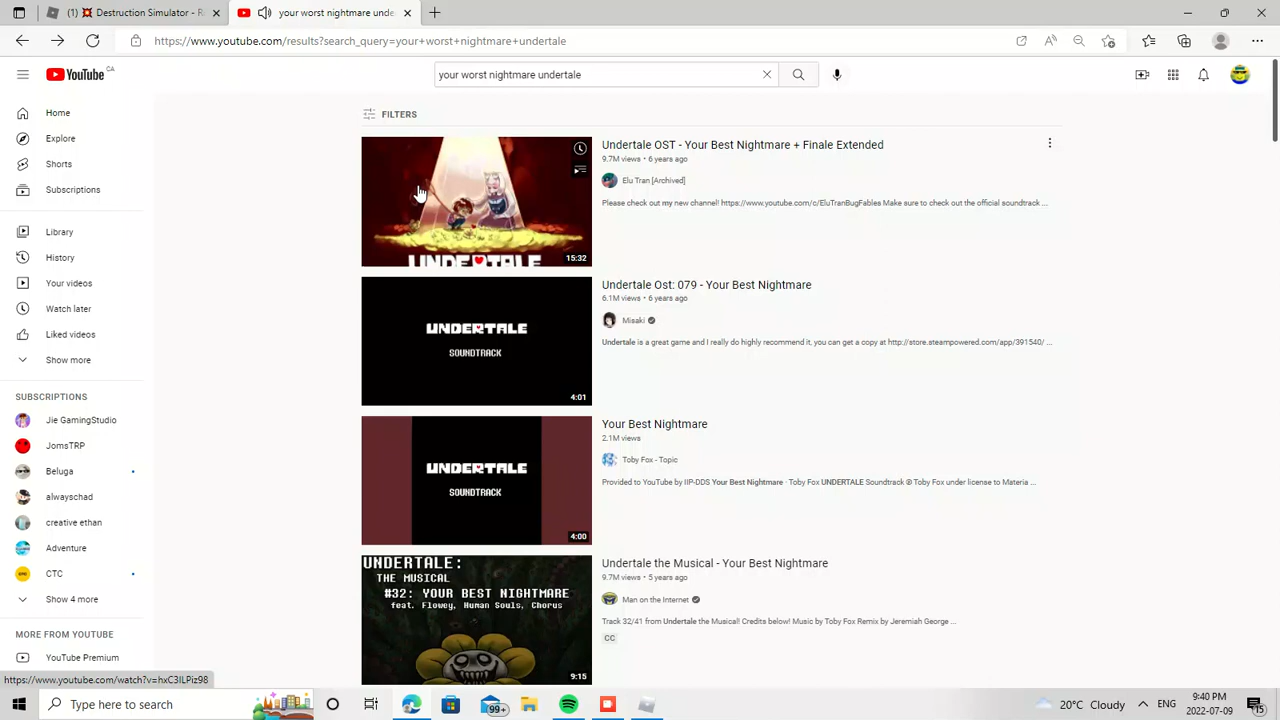 (1) 💥 Destruction Simulator - R
your worst nightmare unde
https://www.youtube.com/results?search_query=your+worst+nightmare+undertale
YouTube CA
your worst nightmare undertale
Home
Explore
Shorts
Subscriptions
Library
History
Your videos
Watch later
Liked videos
Show more
SUBSCRIPTIONS
Jie GamingStudio
JomsTRP
Beluga
alwayschad
creative ethan
Adventure
CTC
Show 4 more
MORE FROM YOUTUBE
YouTube Premium
FILTERS
UNDERTALE
15:32
Undertale OST - Your Best Nightmare + Finale Extended
9.7M views • 6 years ago
Elu Tran [Archived]
Please check out my new channel! https://www.youtube.com/c/EluTranBugFables Make sure to check out the official soundtrack ...
UNDERTALE
SOUNDTRACK
4:01
Undertale Ost: 079 - Your Best Nightmare
6.1M views • 6 years ago
Misaki
Undertale is a great game and I really do highly recommend it, you can get a copy at http://store.steampowered.com/app/391540/ ...
UNDERTALE
SOUNDTRACK
4:00
Your Best Nightmare
2.1M views
Toby Fox - Topic
Provided to YouTube by IIP-DDS Your Best Nightmare · Toby Fox UNDERTALE Soundtrack ℗ Toby Fox under license to Materia ...
UNDERTALE:
THE MUSICAL
#32: YOUR BEST NIGHTMARE
feat. Flowey, Human Souls, Chorus
9:15
Undertale the Musical - Your Best Nightmare
9.7M views • 5 years ago
Man on the Internet
Track 32/41 from Undertale the Musical! Credits below! Music by Toby Fox Remix by Jeremiah George ...
CC
https://www.youtube.com/watch?v=hxC3ILPiz98
Type here to search
99+
20°C Cloudy
ENG
9:40 PM
2022-07-09
15